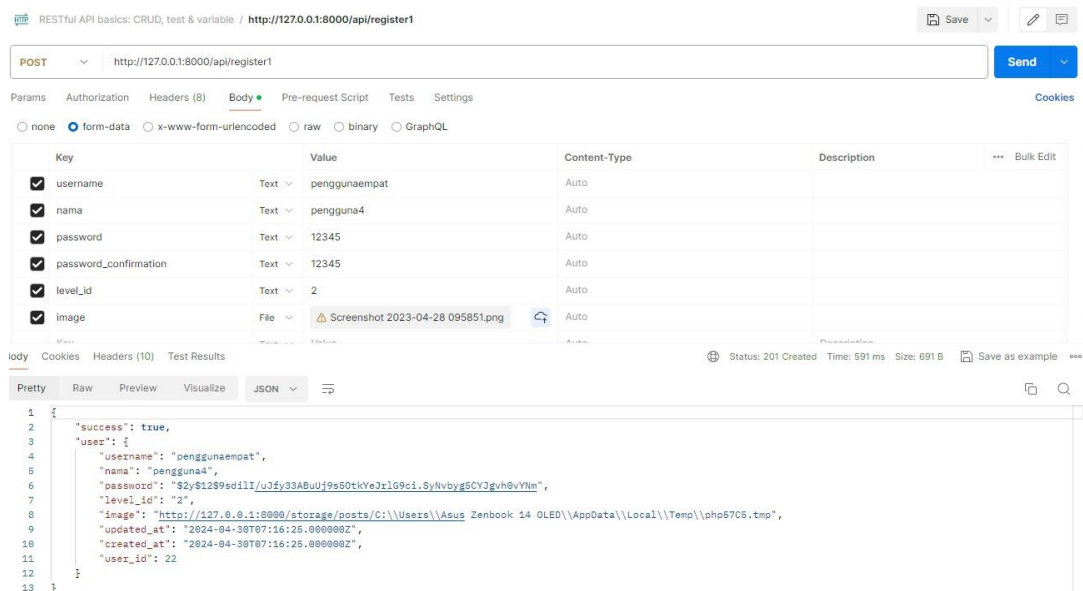 HTTP RESTful API basics: CRUD, test & variable / http://127.0.0.1:8000/api/register1 Save
POST http://127.0.0.1:8000/api/register1 Send
Params Authorization Headers (8) Body Pre-request Script Tests Settings Cookies
none form-data x-www-form-urlencoded raw binary GraphQL
Key Value Content-Type Description ••• Bulk Edit
username Text penggunaempat Auto
nama Text pengguna4 Auto
password Text 12345 Auto
password_confirmation Text 12345 Auto
level_id Text 2 Auto
image File Screenshot 2023-04-28 095851.png Auto
Key Text Value Auto Description
Body Cookies Headers (10) Test Results Status: 201 Created Time: 591 ms Size: 691 B Save as example
Pretty Raw Preview Visualize JSON
1 {
2 "success": true,
3 "user": {
4 "username": "penggunaempat",
5 "nama": "pengguna4",
6 "password": "$2y$12$9sdilI/uJfy33ABuUj9s5OtkYeJrlG9ci.SyNvbyg5CYJgvh0vYNm",
7 "level_id": "2",
8 "image": "http://127.0.0.1:8000/storage/posts/C:\\Users\\Asus Zenbook 14 OLED\\AppData\\Local\\Temp\\php57C5.tmp",
9 "updated_at": "2024-04-30T07:16:25.000000Z",
10 "created_at": "2024-04-30T07:16:25.000000Z",
11 "user_id": 22
12 }
13 }